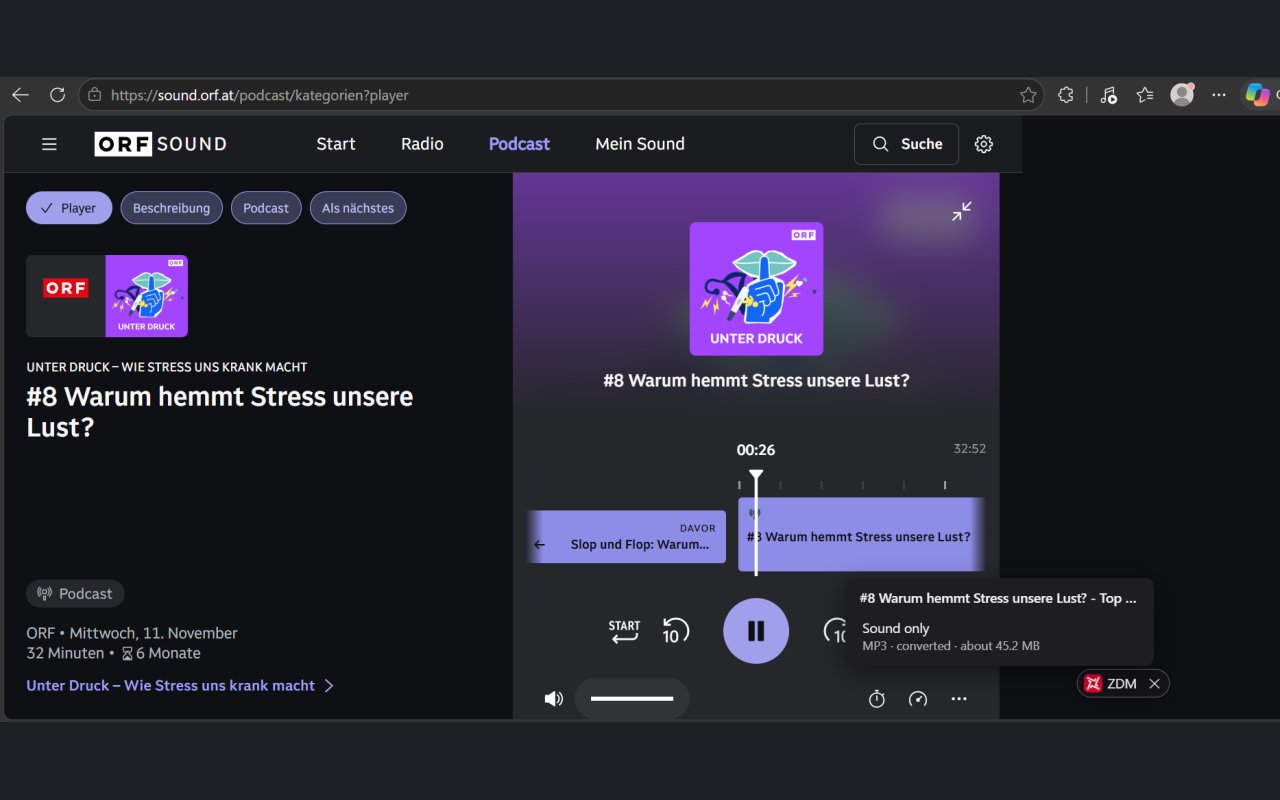 https://sound.orf.at/podcast/kategorien?player
ORF SOUND
Start
Radio
Podcast
Mein Sound
Suche
Player
Beschreibung
Podcast
Als nächstes
ORF
ORF
UNTER DRUCK
UNTER DRUCK – WIE STRESS UNS KRANK MACHT
#8 Warum hemmt Stress unsere
Lust?
Podcast
ORF • Mittwoch, 11. November
32 Minuten • 6 Monate
Unter Druck – Wie Stress uns krank macht
ORF
UNTER DRUCK
#8 Warum hemmt Stress unsere Lust?
00:26
32:52
DAVOR
Slop und Flop: Warum...
#8 Warum hemmt Stress unsere Lust?
START
10
10
#8 Warum hemmt Stress unsere Lust? - Top ...
Sound only
MP3 · converted · about 45.2 MB
ZDM